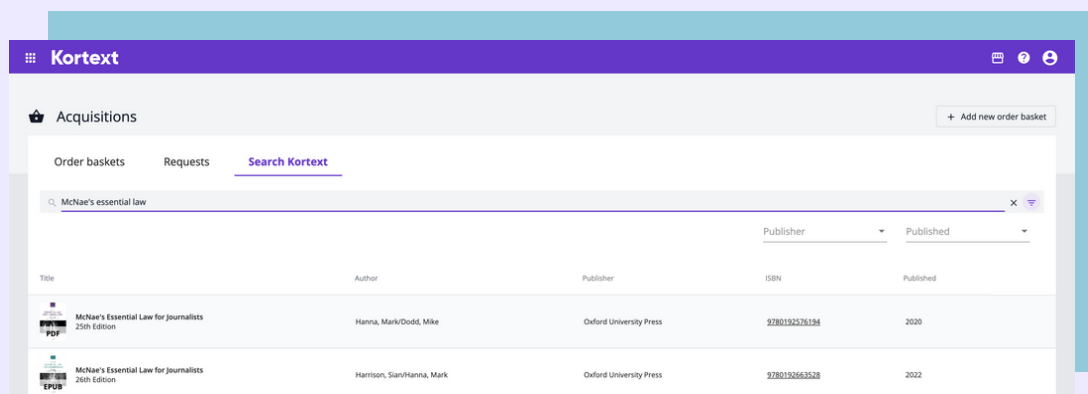 Kortext
Acquisitions
+ Add new order basket
Order baskets Requests Search Kortext
McNae's essential law
Publisher Published
Title Author Publisher ISBN Published
McNae's Essential Law for Journalists
25th Edition
PDF
Hanna, Mark/Dodd, Mike Oxford University Press 9780192576194 2020
McNae's Essential Law for Journalists
26th Edition
EPUB
Harrison, Sian/Hanna, Mark Oxford University Press 9780192663528 2022